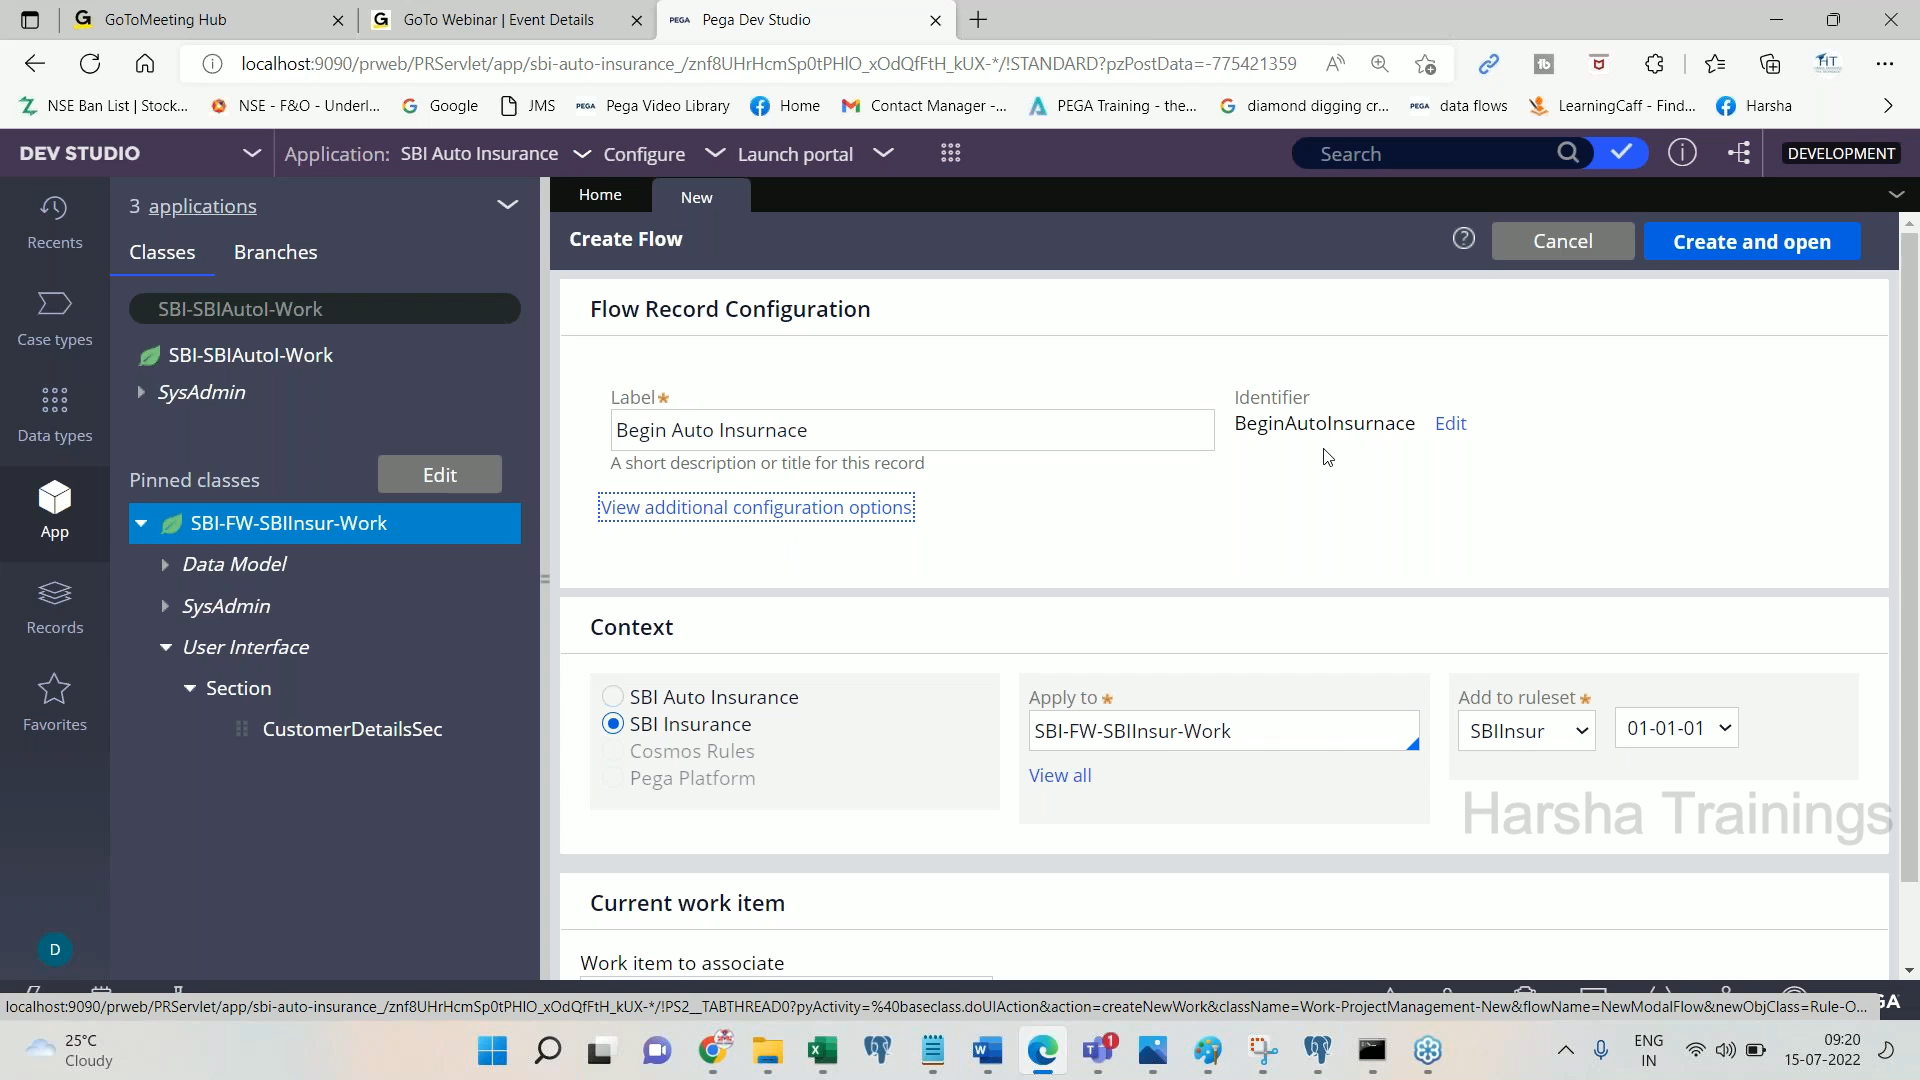 GoToMeeting Hub
GoTo Webinar | Event Details
PEGA Pega Dev Studio
localhost:9090/prweb/PRServlet/app/sbi-auto-insurance_/znf8UHrHcmSp0tPHlO_xOdQfFtH_kUX-*/!STANDARD?pzPostData=-775421359
NSE Ban List | Stock...
NSE - F&O - Underl...
Google
JMS
PEGA Pega Video Library
Home
Contact Manager -...
PEGA Training - the...
diamond digging cr...
PEGA data flows
LearningCaff - Find...
Harsha
DEV STUDIO
Application: SBI Auto Insurance
Configure
Launch portal
Search
DEVELOPMENT
Recents
Case types
Data types
App
Records
Favorites
D
3 applications
Classes
Branches
SBI-SBIAutoI-Work
SBI-SBIAutoI-Work
SysAdmin
Pinned classes
Edit
SBI-FW-SBIInsur-Work
Data Model
SysAdmin
User Interface
Section
CustomerDetailsSec
Home
New
Create Flow
Cancel
Create and open
Flow Record Configuration
Label*
Begin Auto Insurnace
A short description or title for this record
Identifier
BeginAutoInsurnace Edit
View additional configuration options
Context
SBI Auto Insurance
SBI Insurance
Cosmos Rules
Pega Platform
Apply to *
SBI-FW-SBIInsur-Work
View all
Add to ruleset *
SBIInsur
01-01-01
Harsha Trainings
Current work item
Work item to associate
localhost:9090/prweb/PRServlet/app/sbi-auto-insurance_/znf8UHrHcmSp0tPHlO_xOdQfFtH_kUX-*/!PS2__TABTHREAD0?pyActivity=%40baseclass.doUIAction&action=createNewWork&className=Work-ProjectManagement-New&flowName=NewModalFlow&newObjClass=Rule-O...
GA
25°C
Cloudy
1
ENG
IN
09:20
15-07-2022